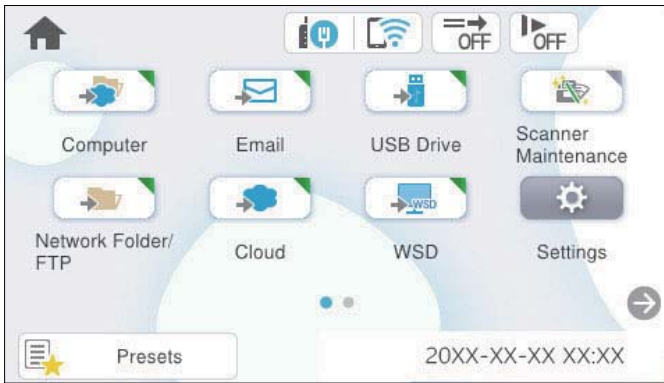 OFF
OFF
Computer
Email
USB Drive
Scanner
Maintenance
WSD
Network Folder/
FTP
Cloud
WSD
Settings
Presets
20XX-XX-XX XX:XX